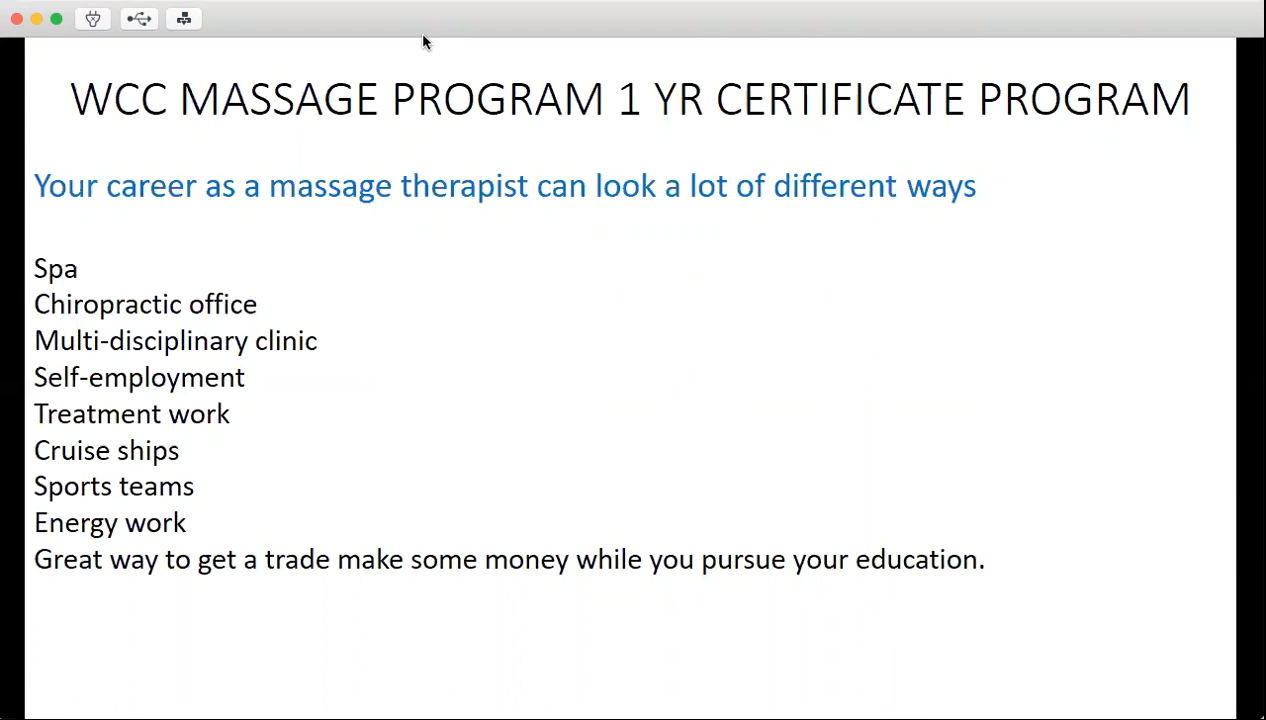 WCC MASSAGE PROGRAM 1 YR CERTIFICATE PROGRAM
Your career as a massage therapist can look a lot of different ways
Spa
Chiropractic office
Multi-disciplinary clinic
Self-employment
Treatment work
Cruise ships
Sports teams
Energy work
Great way to get a trade make some money while you pursue your education.